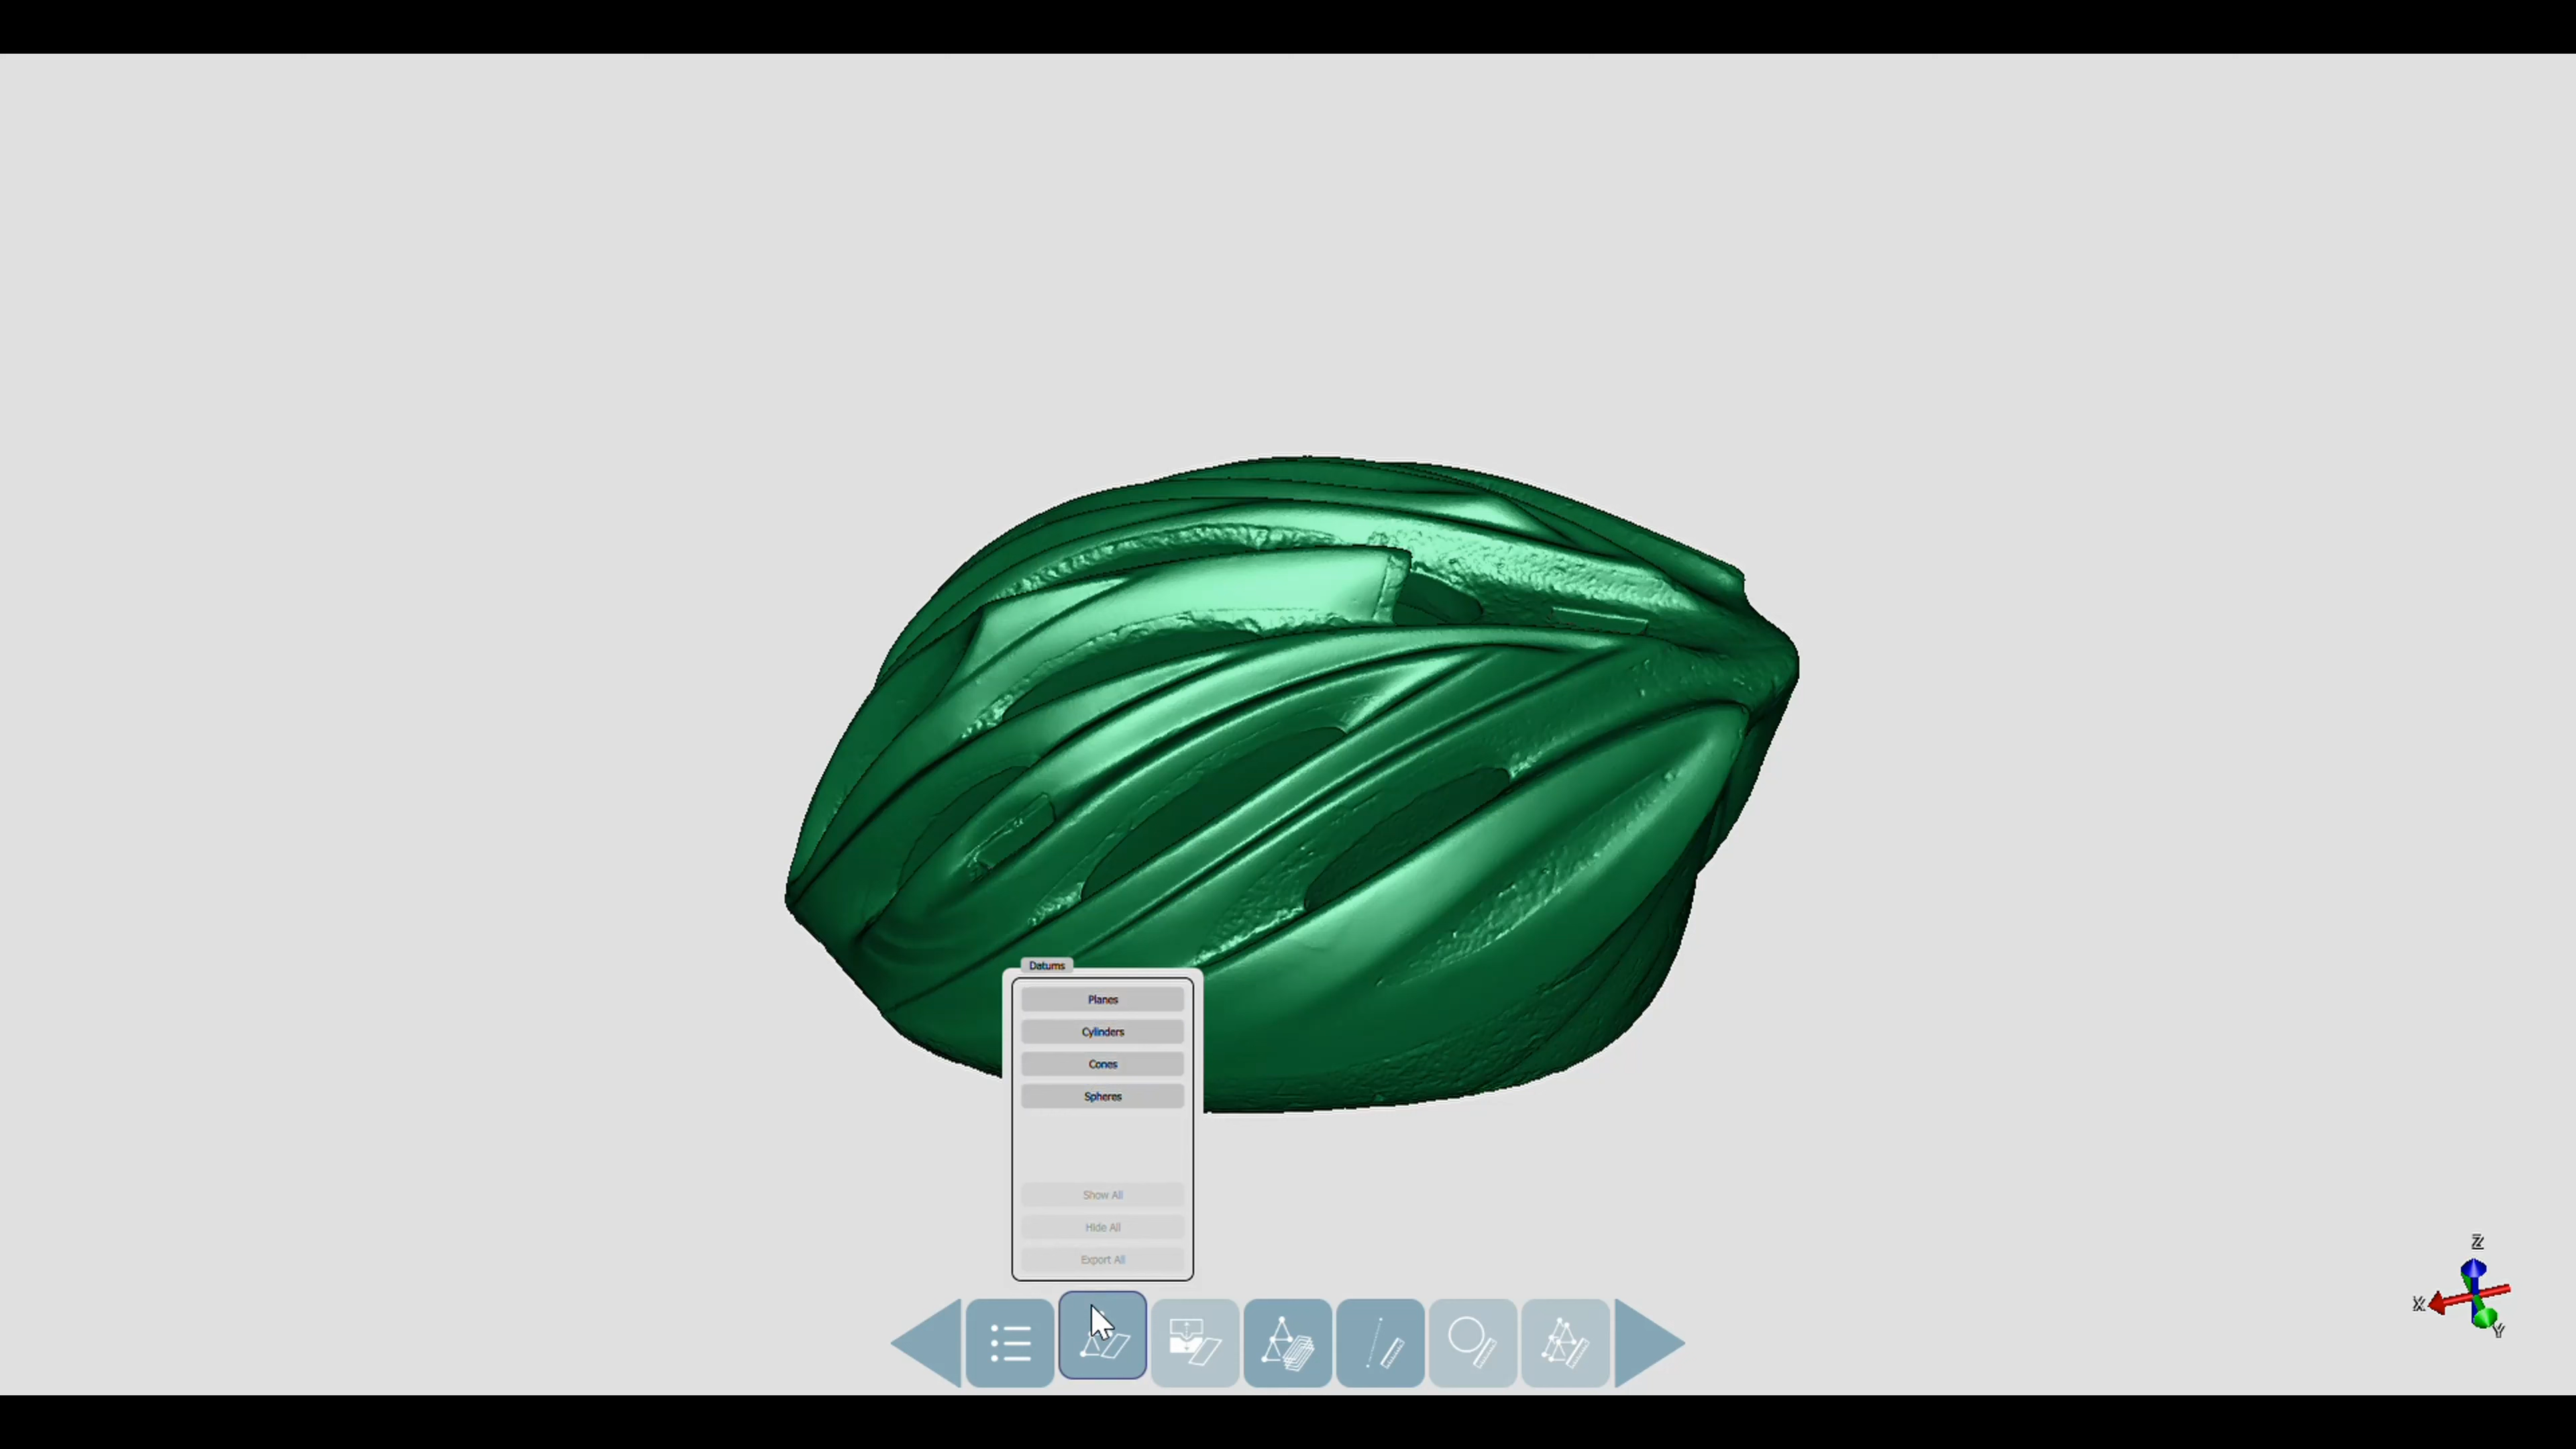 Datums
Planes
Cylinders
Cones
Spheres
Show All
Hide All
Export All
Z
X
Y